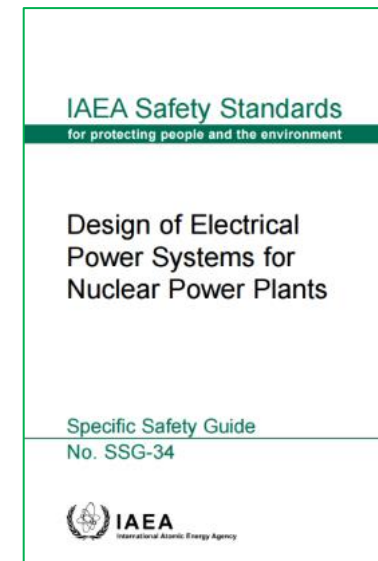 IAEA Safety Standards
for protecting people and the environment
Design of Electrical
Power Systems for
Nuclear Power Plants
Specific Safety Guide
No. SSG-34
IAEA
International Atomic Energy Agency